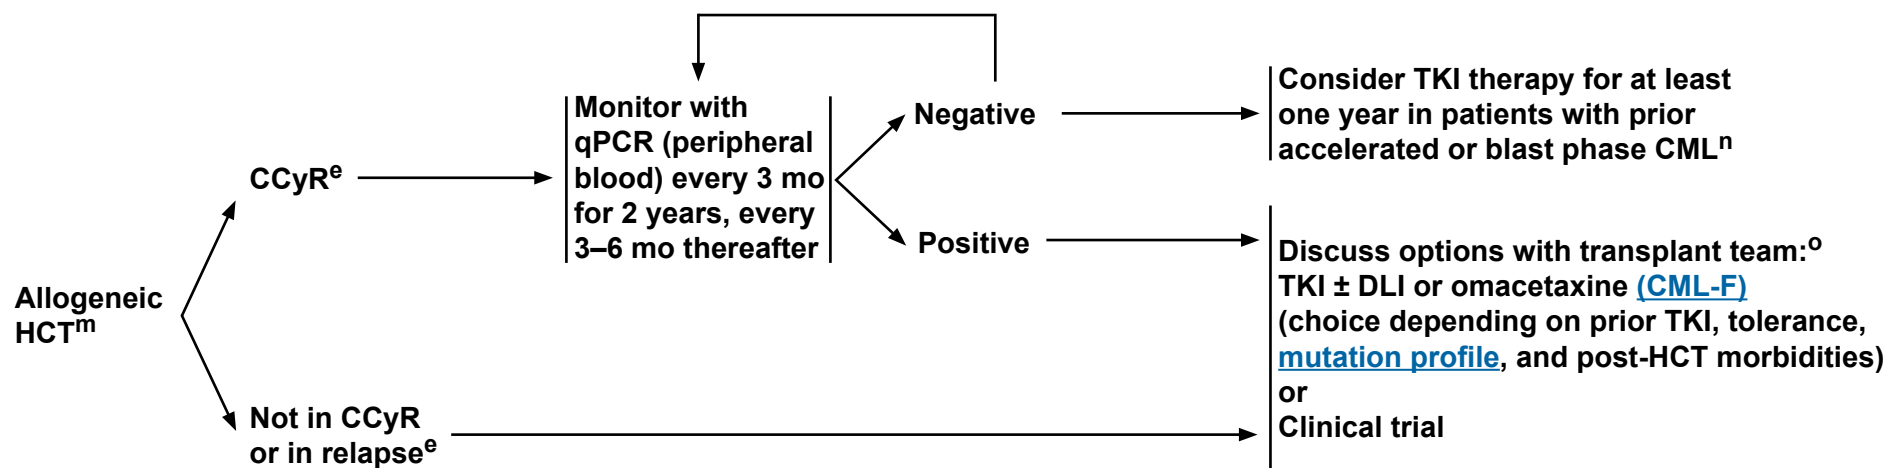 Allogeneic
HCTm
CCyRe
Not in CCyR
or in relapsee
Monitor with
qPCR (peripheral
blood) every 3 mo
for 2 years, every
3–6 mo thereafter
Negative
Positive
Consider TKI therapy for at least
one year in patients with prior
accelerated or blast phase CMLn
Discuss options with transplant team:o
TKI ± DLI or omacetaxine (CML-F)
(choice depending on prior TKI, tolerance,
mutation profile, and post-HCT morbidities)
or
Clinical trial